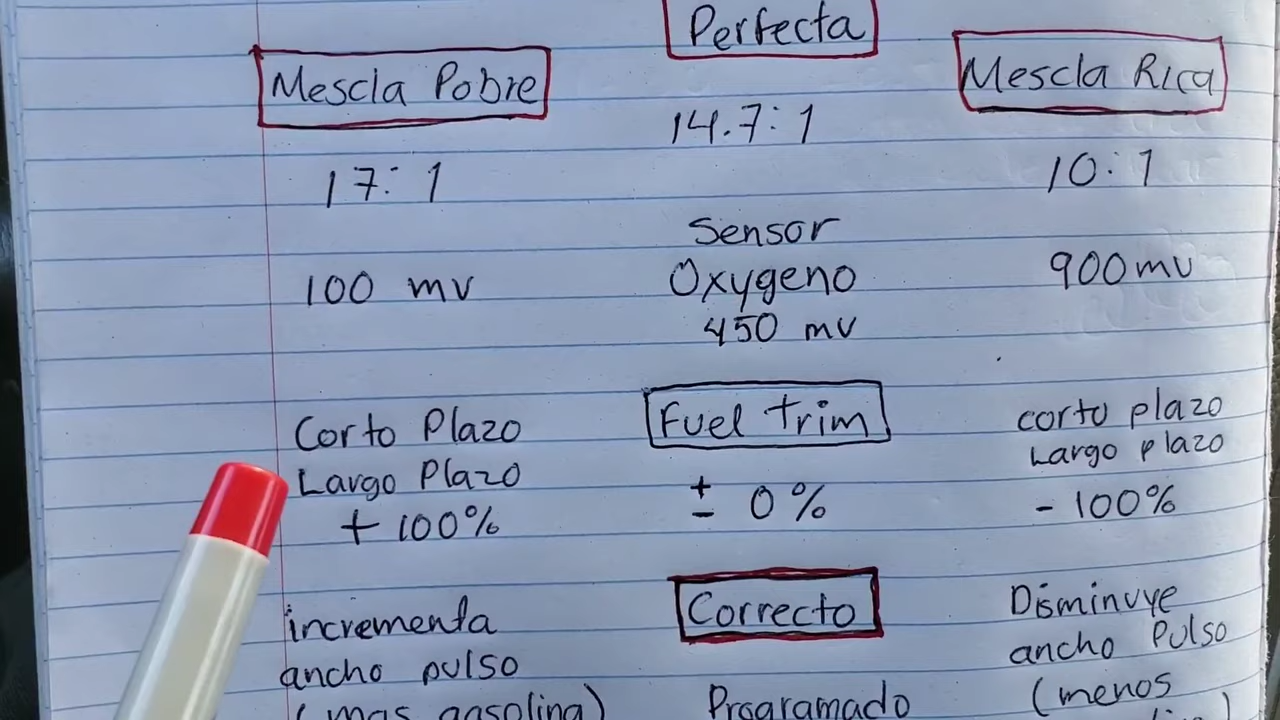 Perfecta
Mescla Pobre
Mescla Rica
14.7:1
17:1
10:1
Sensor
Oxygeno
450 mv
100 mv
900mv
Corto Plazo
Largo Plazo
+ 100%
Fuel trim
± 0%
corto plazo
Largo plazo
- 100%
incrementa
ancho pulso
(mas gasolina)
Correcto
Programado
Disminuye
ancho Pulso
(menos